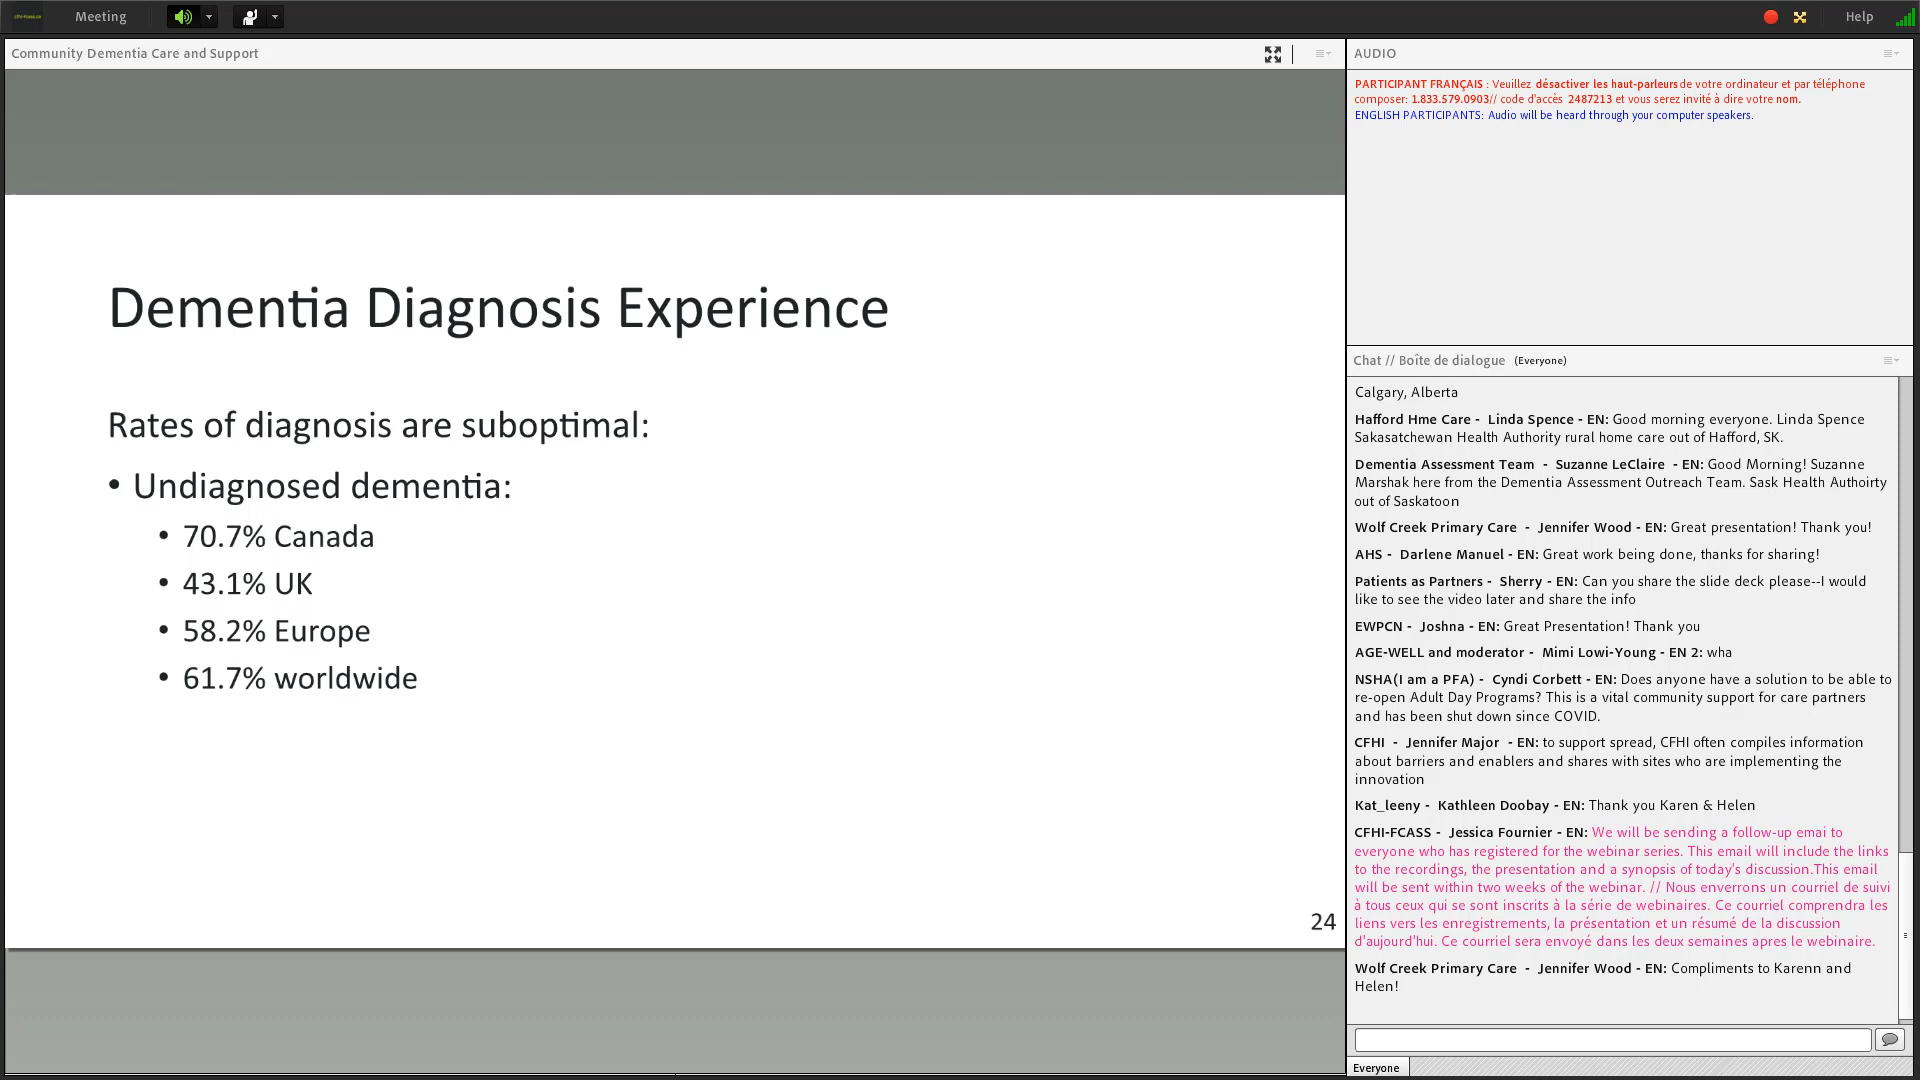 Meeting
Help
Community Dementia Care and Support
Dementia Diagnosis Experience
Rates of diagnosis are suboptimal:
• Undiagnosed dementia:
• 70.7% Canada
• 43.1% UK
• 58.2% Europe
• 61.7% worldwide
24
AUDIO
PARTICIPANT FRANÇAIS : Veuillez désactiver les haut-parleurs de votre ordinateur et par téléphone
composer: 1.833.579.0903// code d'accès 2487213 et vous serez invité à dire votre nom.
ENGLISH PARTICIPANTS: Audio will be heard through your computer speakers.
Chat // Boîte de dialogue (Everyone)
Calgary, Alberta
Hafford Hme Care - Linda Spence - EN: Good morning everyone. Linda Spence
Sakasatchewan Health Authority rural home care out of Hafford, SK.
Dementia Assessment Team - Suzanne LeClaire - EN: Good Morning! Suzanne
Marshak here from the Dementia Assessment Outreach Team. Sask Health Authoirty
out of Saskatoon
Wolf Creek Primary Care - Jennifer Wood - EN: Great presentation! Thank you!
AHS - Darlene Manuel - EN: Great work being done, thanks for sharing!
Patients as Partners - Sherry - EN: Can you share the slide deck please--I would
like to see the video later and share the info
EWPCN - Joshna - EN: Great Presentation! Thank you
AGE-WELL and moderator - Mimi Lowi-Young - EN 2: wha
NSHA(I am a PFA) - Cyndi Corbett - EN: Does anyone have a solution to be able to
re-open Adult Day Programs? This is a vital community support for care partners
and has been shut down since COVID.
CFHI - Jennifer Major - EN: to support spread, CFHI often compiles information
about barriers and enablers and shares with sites who are implementing the
innovation
Kat_leeny - Kathleen Doobay - EN: Thank you Karen & Helen
CFHI-FCASS - Jessica Fournier - EN: We will be sending a follow-up emai to
everyone who has registered for the webinar series. This email will include the links
to the recordings, the presentation and a synopsis of today's discussion.This email
will be sent within two weeks of the webinar. // Nous enverrons un courriel de suivi
à tous ceux qui se sont inscrits à la série de webinaires. Ce courriel comprendra les
liens vers les enregistrements, la présentation et un résumé de la discussion
d'aujourd'hui. Ce courriel sera envoyé dans les deux semaines apres le webinaire.
Wolf Creek Primary Care - Jennifer Wood - EN: Compliments to Karenn and
Helen!
Everyone